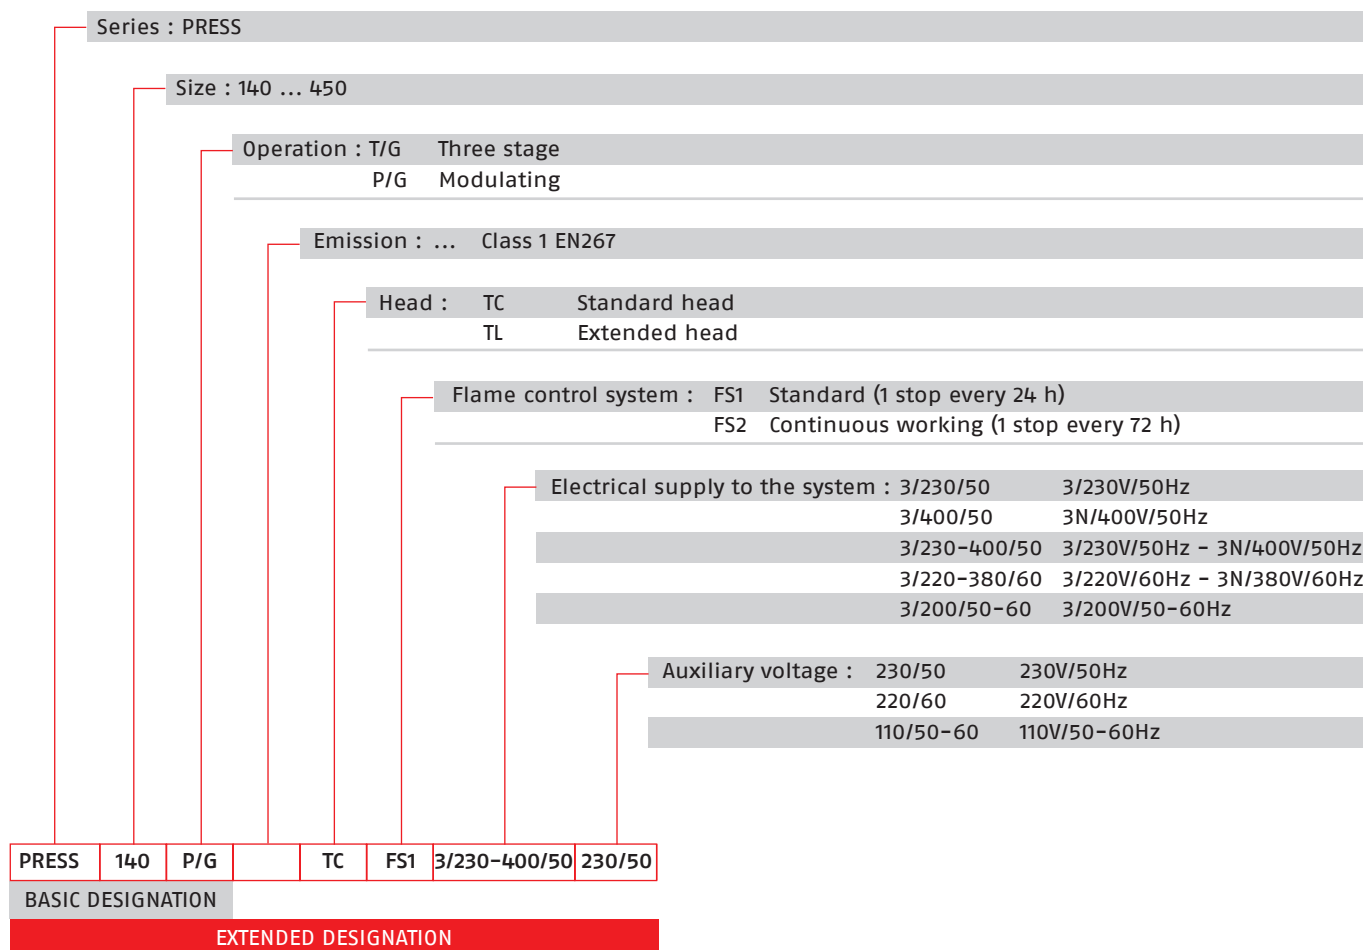 Series : PRESS
Size : 140 ... 450
Operation : T/G Three stage
P/G Modulating
Emission : ... Class 1 EN267
Head : TC Standard head
TL Extended head
Flame control system : FS1 Standard (1 stop every 24 h)
FS2 Continuous working (1 stop every 72 h)
Electrical supply to the system : 3/230/50 3/230V/50Hz
3/400/50 3N/400V/50Hz
3/230-400/50 3/230V/50Hz - 3N/400V/50Hz
3/220-380/60 3/220V/60Hz - 3N/380V/60Hz
3/200/50-60 3/200V/50-60Hz
Auxiliary voltage : 230/50 230V/50Hz
220/60 220V/60Hz
110/50-60 110V/50-60Hz
PRESS 140 P/G TC FS1 3/230-400/50 230/50
BASIC DESIGNATION
EXTENDED DESIGNATION